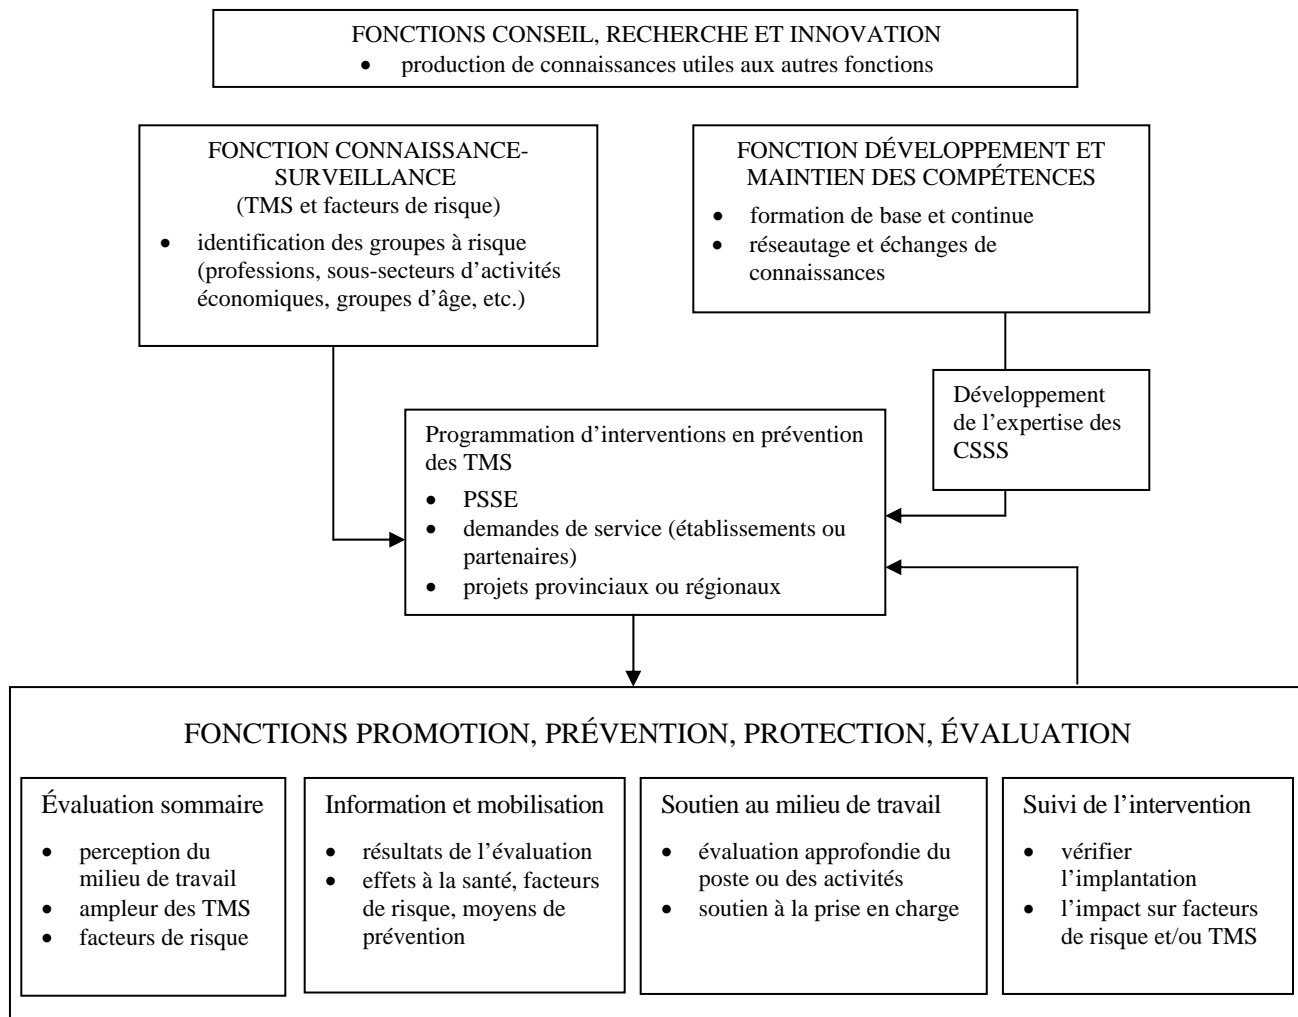 FONCTIONS CONSEIL, RECHERCHE ET INNOVATION
• production de connaissances utiles aux autres fonctions
FONCTION CONNAISSANCE-
SURVEILLANCE
(TMS et facteurs de risque)
• identification des groupes à risque
(professions, sous-secteurs d’activités
économiques, groupes d’âge, etc.)
FONCTION DÉVELOPPEMENT ET
MAINTIEN DES COMPÉTENCES
• formation de base et continue
• réseautage et échanges de
connaissances
Développement
de l’expertise des
CSSS
Programmation d’interventions en prévention
des TMS
• PSSE
• demandes de service (établissements ou
partenaires)
• projets provinciaux ou régionaux
FONCTIONS PROMOTION, PRÉVENTION, PROTECTION, ÉVALUATION
Évaluation sommaire
• perception du
milieu de travail
• ampleur des TMS
• facteurs de risque
Information et mobilisation
• résultats de l’évaluation
• effets à la santé, facteurs
de risque, moyens de
prévention
Soutien au milieu de travail
• évaluation approfondie du
poste ou des activités
• soutien à la prise en charge
Suivi de l’intervention
• vérifier
l’implantation
• l’impact sur facteurs
de risque et/ou TMS